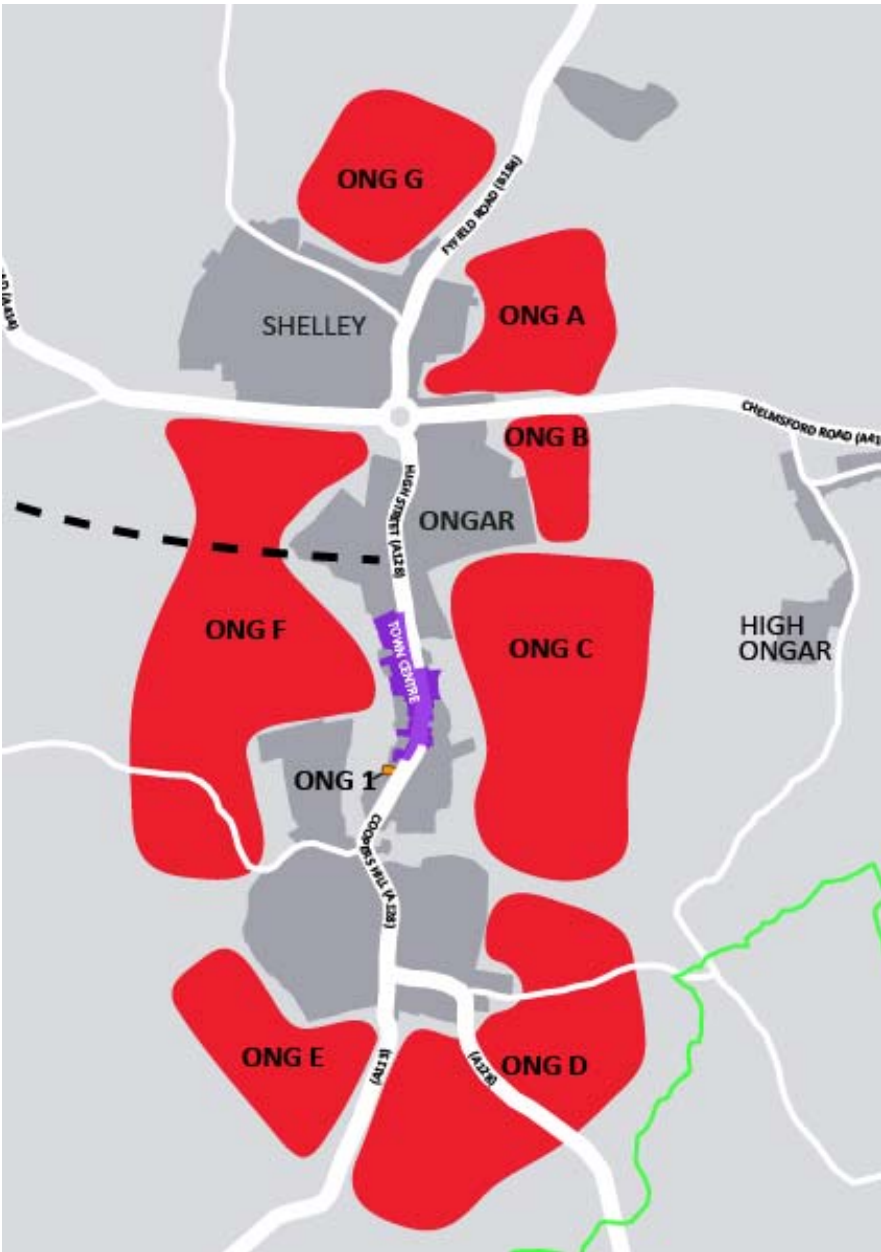 ONG G
FYFIELD ROAD (B184)
ONG A
SHELLEY
CHELMSFORD ROAD (A41
ONG B
HIGH STREET (A128)
ONGAR
ONG F
TOWN CENTRE
ONG C
HIGH
ONGAR
ONG 1
COOPERS HILL (A128)
ONG E
(A113)
(A128)
ONG D